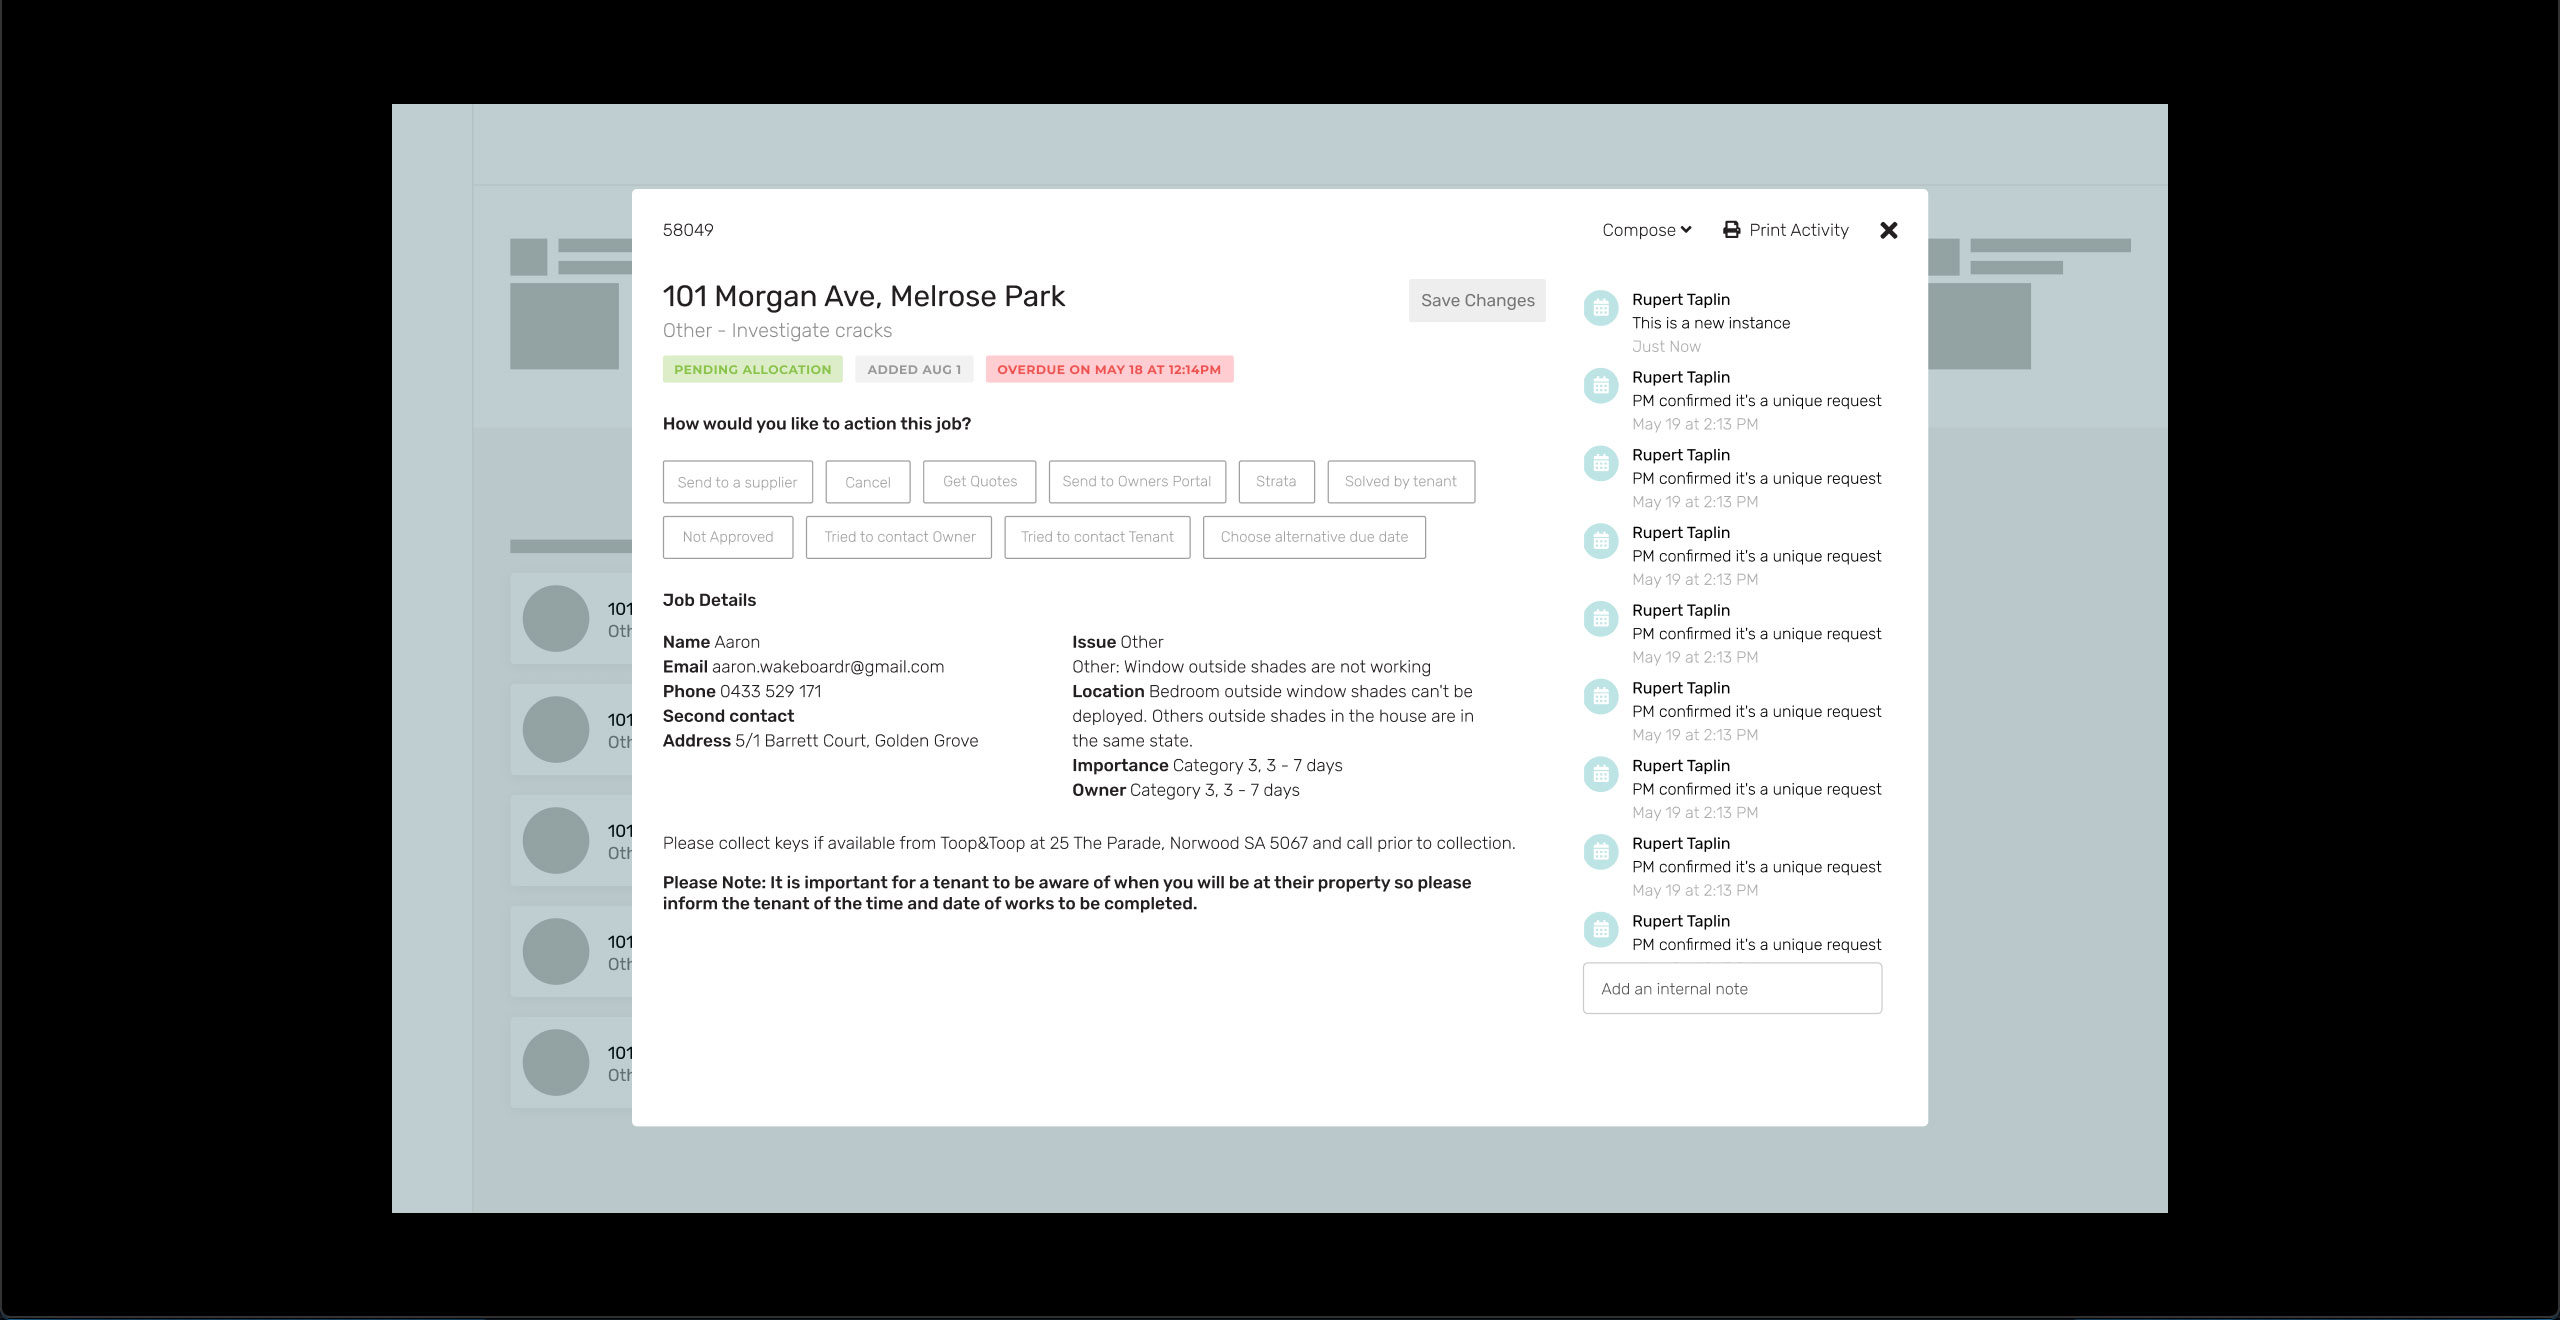 58049
Compose
Print Activity
101 Morgan Ave, Melrose Park
Save Changes
Other - Investigate cracks
PENDING ALLOCATION
ADDED AUG 1
OVERDUE ON MAY 18 AT 12:14PM
How would you like to action this job?
Send to a supplier
Cancel
Get Quotes
Send to Owners Portal
Strata
Solved by tenant
Not Approved
Tried to contact Owner
Tried to contact Tenant
Choose alternative due date
Job Details
Name Aaron
Email aaron.wakeboardr@gmail.com
Phone 0433 529 171
Second contact
Address 5/1 Barrett Court, Golden Grove
Issue Other
Other: Window outside shades are not working
Location Bedroom outside window shades can't be
deployed. Others outside shades in the house are in
the same state.
Importance Category 3, 3 - 7 days
Owner Category 3, 3 - 7 days
Please collect keys if available from Toop&Toop at 25 The Parade, Norwood SA 5067 and call prior to collection.
Please Note: It is important for a tenant to be aware of when you will be at their property so please
inform the tenant of the time and date of works to be completed.
Rupert Taplin
This is a new instance
Just Now
Rupert Taplin
PM confirmed it's a unique request
May 19 at 2:13 PM
Rupert Taplin
PM confirmed it's a unique request
May 19 at 2:13 PM
Rupert Taplin
PM confirmed it's a unique request
May 19 at 2:13 PM
Rupert Taplin
PM confirmed it's a unique request
May 19 at 2:13 PM
Rupert Taplin
PM confirmed it's a unique request
May 19 at 2:13 PM
Rupert Taplin
PM confirmed it's a unique request
May 19 at 2:13 PM
Rupert Taplin
PM confirmed it's a unique request
May 19 at 2:13 PM
Rupert Taplin
PM confirmed it's a unique request
Add an internal note
101
Oth
101
Oth
101
Oth
101
Oth
101
Oth